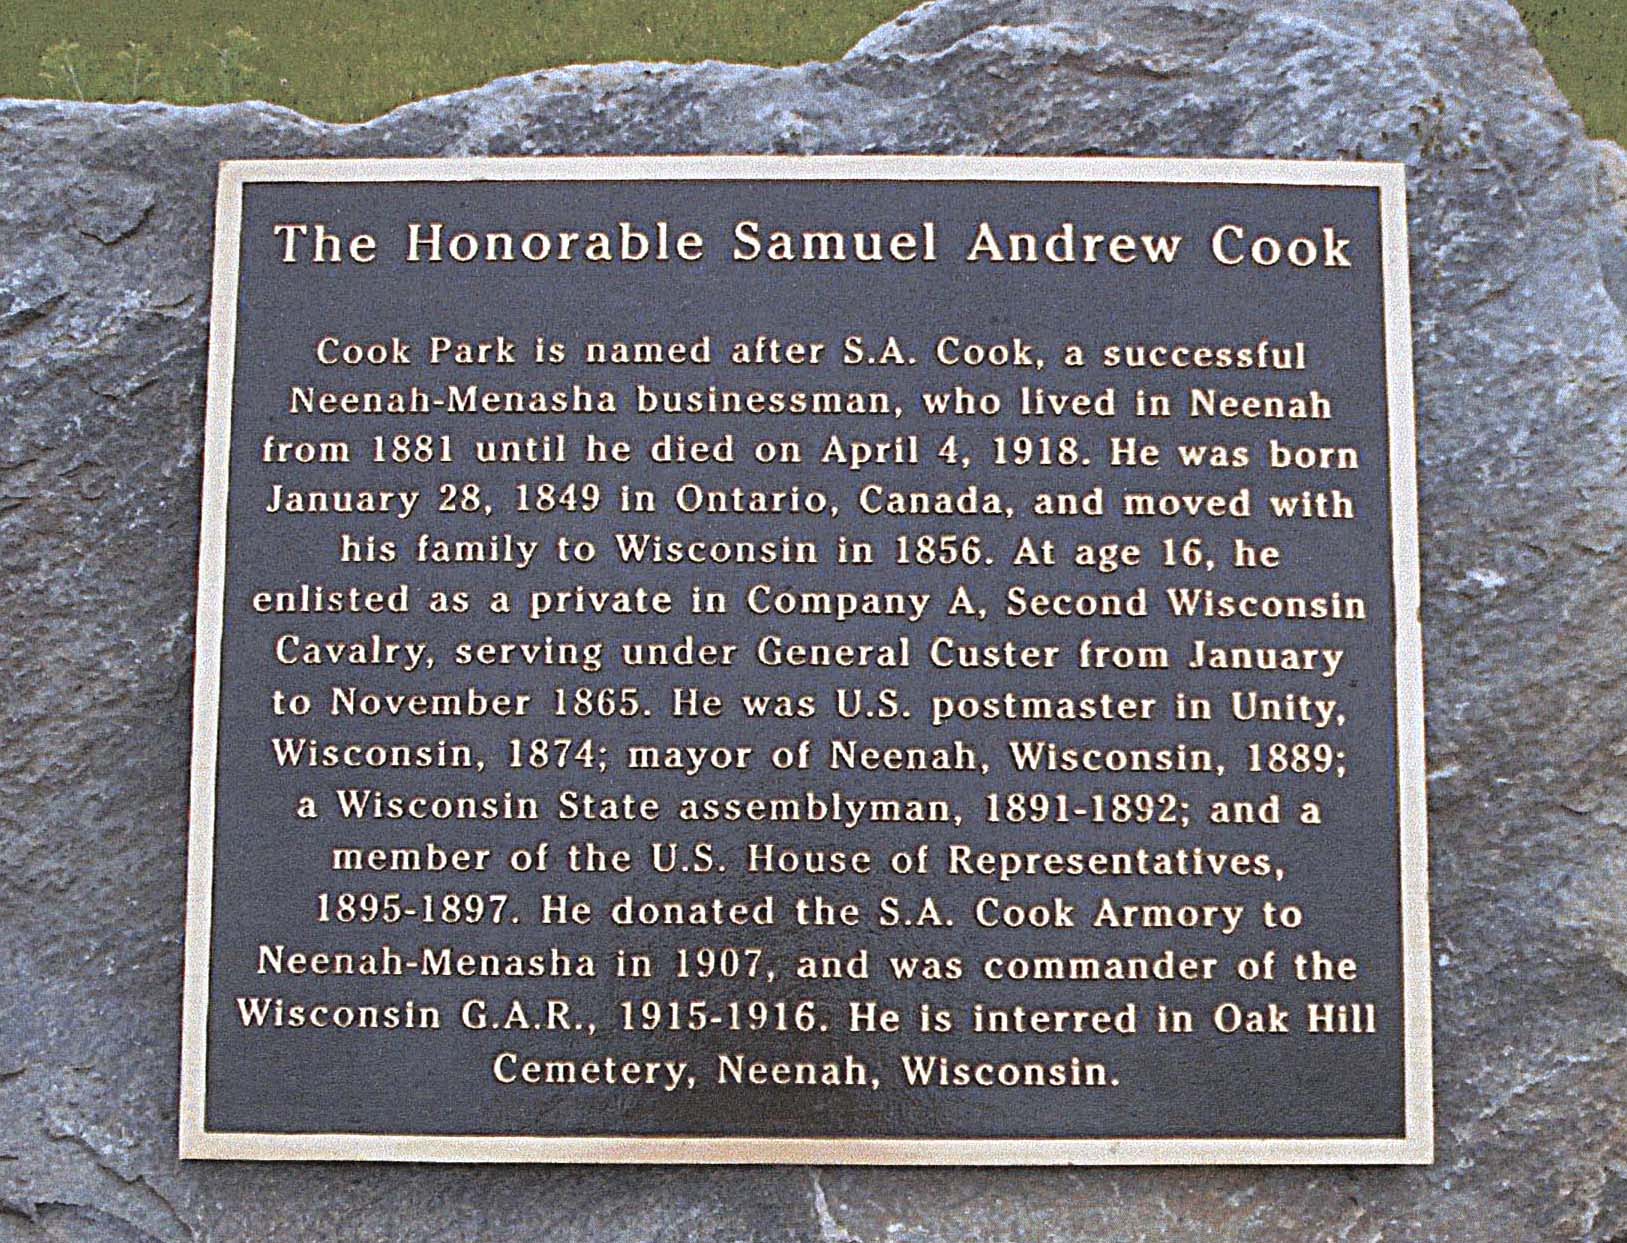 The Honorable Samuel Andrew Cook
Cook Park is named after S.A. Cook, a successful
Neenah-Menasha businessman, who lived in Neenah
from 1881 until he died on April 4, 1918. He was born
January 28, 1849 in Ontario, Canada, and moved with
his family to Wisconsin in 1856. At age 16, he
enlisted as a private in Company A, Second Wisconsin
Cavalry, serving under General Custer from January
to November 1865. He was U.S. postmaster in Unity,
Wisconsin, 1874; mayor of Neenah, Wisconsin, 1889;
a Wisconsin State assemblyman, 1891-1892; and a
member of the U.S. House of Representatives,
1895-1897. He donated the S.A. Cook Armory to
Neenah-Menasha in 1907, and was commander of the
Wisconsin G.A.R., 1915-1916. He is interred in Oak Hill
Cemetery, Neenah, Wisconsin.